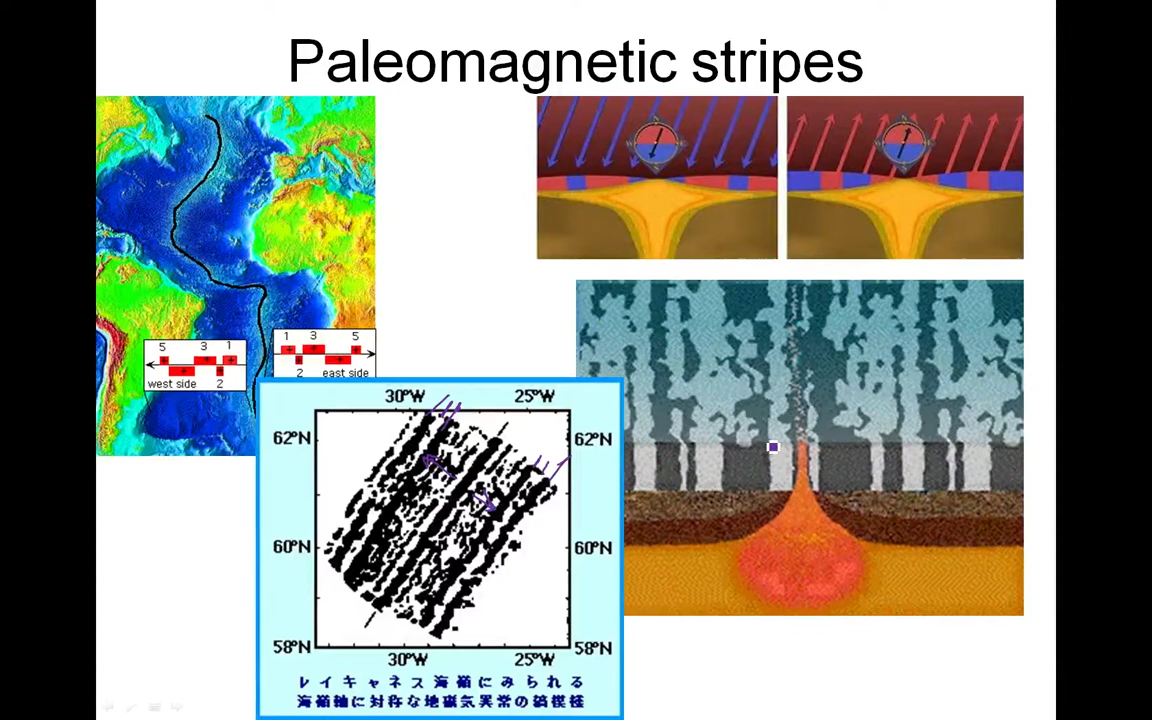 Paleomagnetic stripes
5 3 1
west side 2
1 3 5
2 east side
30°W 25°W
62°N 62°N
60°N 60°N
58°N 58°N
30°W 25°W
レイキャネス海嶺にみられる
海嶺軸に対称な地磁気異常の縞模様